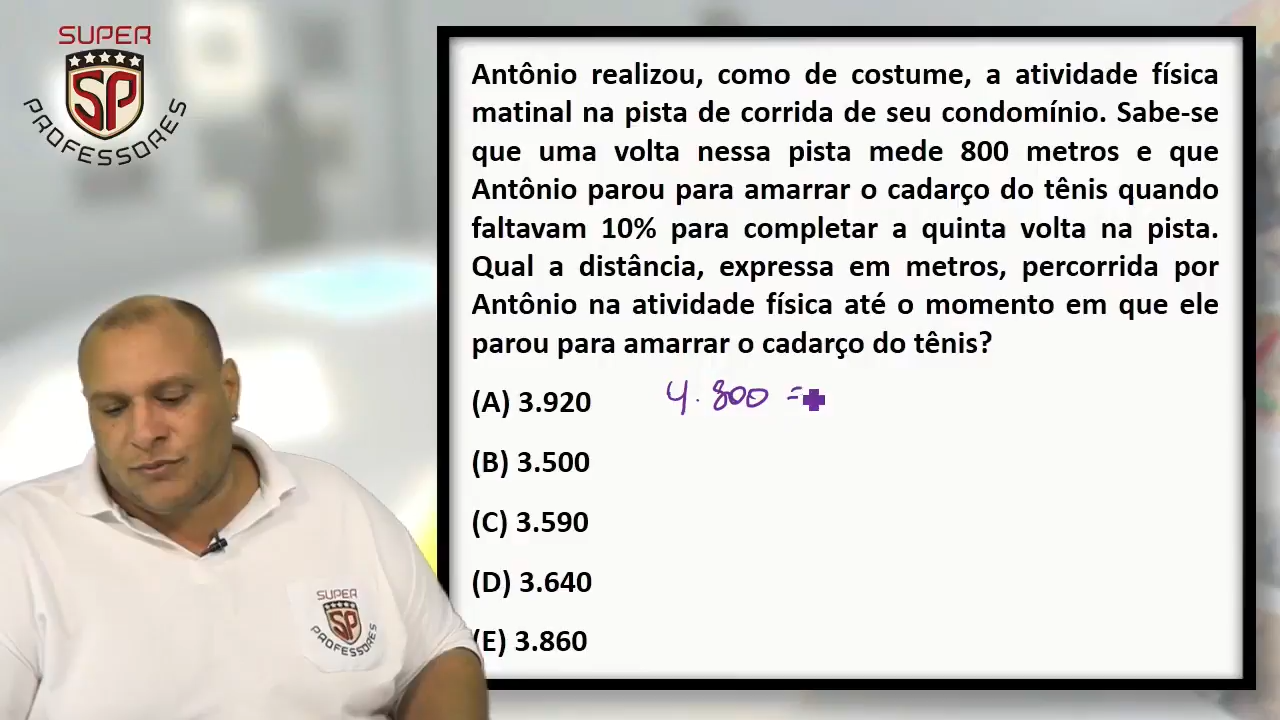 SUPER
SP
PROFESSORES
Antônio realizou, como de costume, a atividade física
matinal na pista de corrida de seu condomínio. Sabe-se
que uma volta nessa pista mede 800 metros e que
Antônio parou para amarrar o cadarço do tênis quando
faltavam 10% para completar a quinta volta na pista.
Qual a distância, expressa em metros, percorrida por
Antônio na atividade física até o momento em que ele
parou para amarrar o cadarço do tênis?
(A) 3.920
4. 800 =
(B) 3.500
(C) 3.590
(D) 3.640
(E) 3.860
SUPER
SP
PROFESSORES